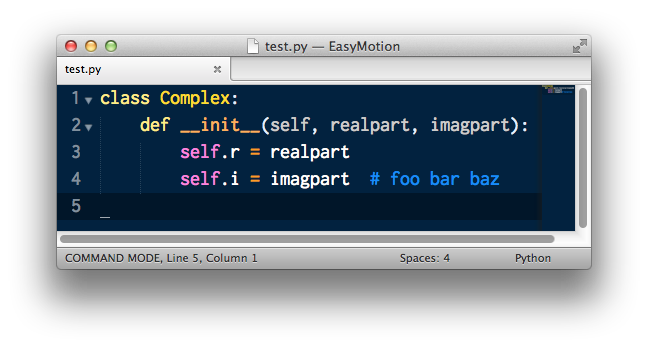 test.py — EasyMotion
test.py
1 class Complex:
2     def __init__(self, realpart, imagpart):
3         self.r = realpart
4         self.i = imagpart  # foo bar baz
5 _
COMMAND MODE, Line 5, Column 1 Spaces: 4 Python